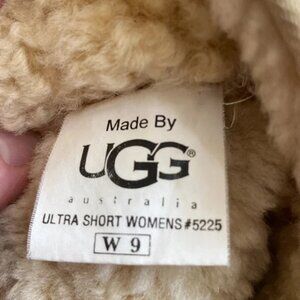 Made By
UGG®
australia
ULTRA SHORT WOMENS #5225
W 9